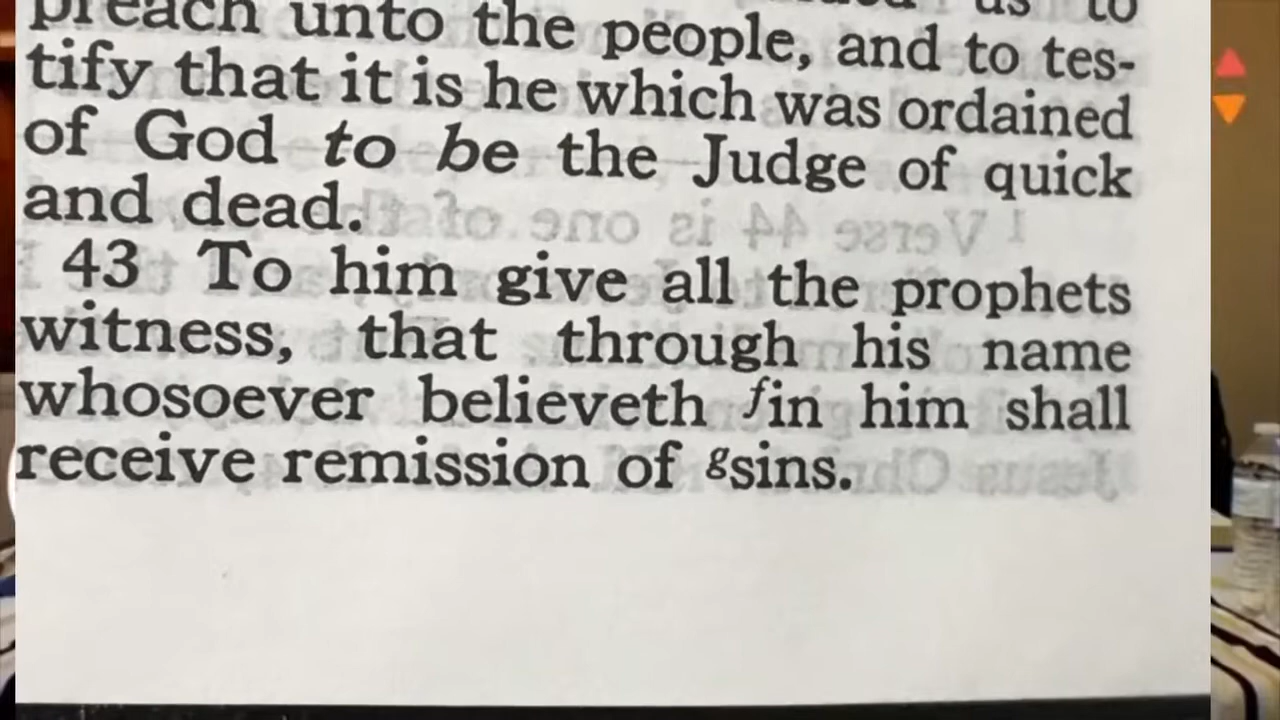 preach unto the people, and to tes-
tify that it is he which was ordained
of God to be the Judge of quick
and dead.
43 To him give all the prophets
witness, that through his name
whosoever believeth fin him shall
receive remission of gsins.